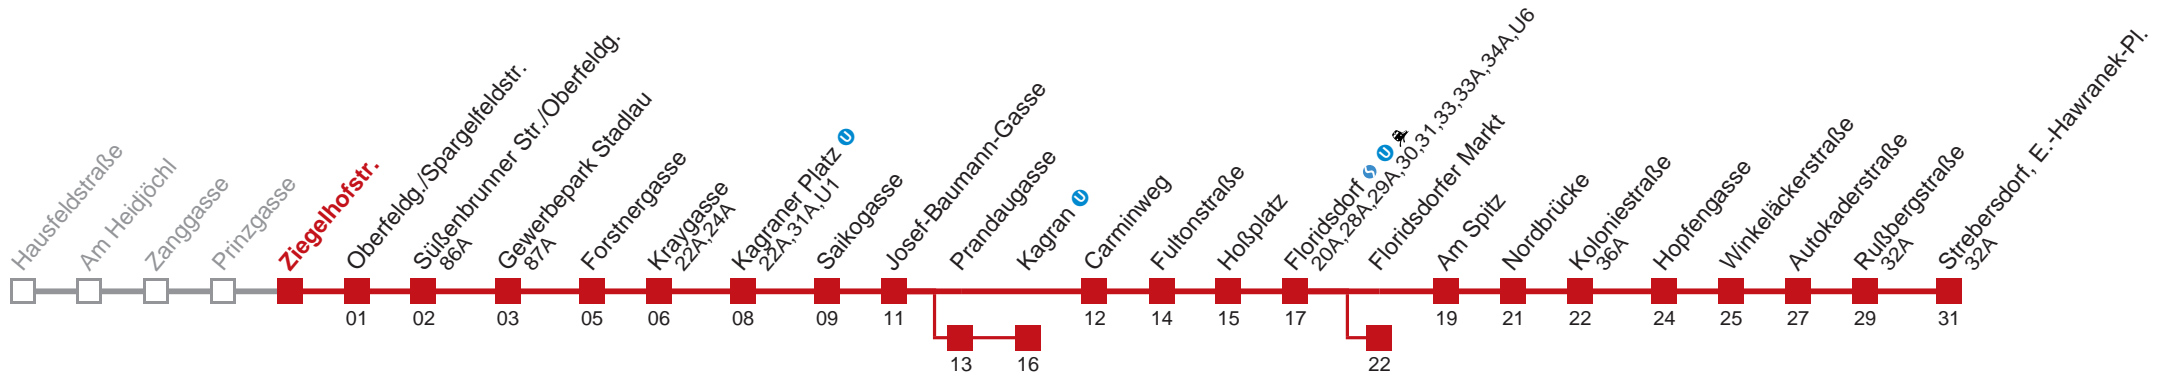 Hausfeldstraße
Am Heidjöchl
Zanggasse
Prinzgasse
Ziegelhofstr.
Oberfeldg./Spargelfeldstr.
01
Süßenbrunner Str./Oberfeldg.
86A
02
Gewerbepark Stadlau
87A
03
Forstnergasse
05
Kraygasse
22A,24A
06
Kagraner Platz U
22A,31A,U1
08
Saikogasse
09
Josef-Baumann-Gasse
11
Prandaugasse
13
Kagran U
16
Carminweg
12
Fultonstraße
14
Hoßplatz
15
Floridsdorf S U
20A,28A,29A,30,31,33,33A,34A,U6
17
Floridsdorfer Markt
22
Am Spitz
19
Nordbrücke
21
Koloniestraße
36A
22
Hopfengasse
24
Winkeläckerstraße
25
Autokaderstraße
27
Rußbergstraße
32A
29
Strebersdorf, E.-Hawranek-Pl.
32A
31